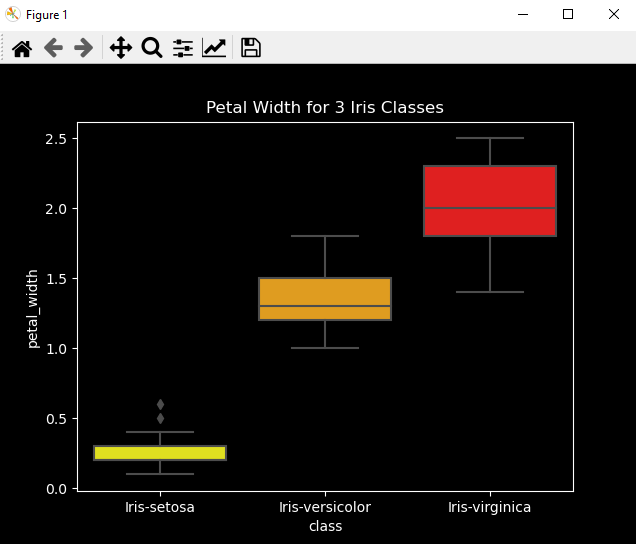 Figure 1
Petal Width for 3 Iris Classes
2.5
2.0
1.5
1.0
0.5
0.0
petal_width
Iris-setosa Iris-versicolor Iris-virginica
class